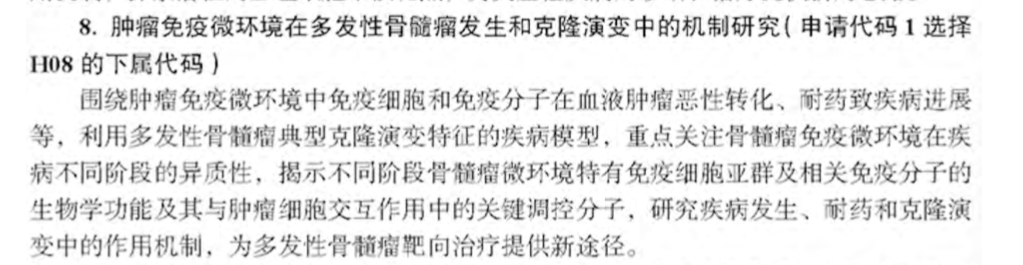 8. 肿瘤免疫微环境在多发性骨髓瘤发生和克隆演变中的机制研究(申请代码1选择
H08的下属代码)
围绕肿瘤免疫微环境中免疫细胞和免疫分子在血液肿瘤恶性转化、耐药致疾病进展
等，利用多发性骨髓瘤典型克隆演变特征的疾病模型，重点关注骨髓瘤免疫微环境在疾
病不同阶段的异质性，揭示不同阶段骨髓瘤微环境特有免疫细胞亚群及相关免疫分子的
生物学功能及其与肿瘤细胞交互作用中的关键调控分子，研究疾病发生、耐药和克隆演
变中的作用机制，为多发性骨髓瘤靶向治疗提供新途径。